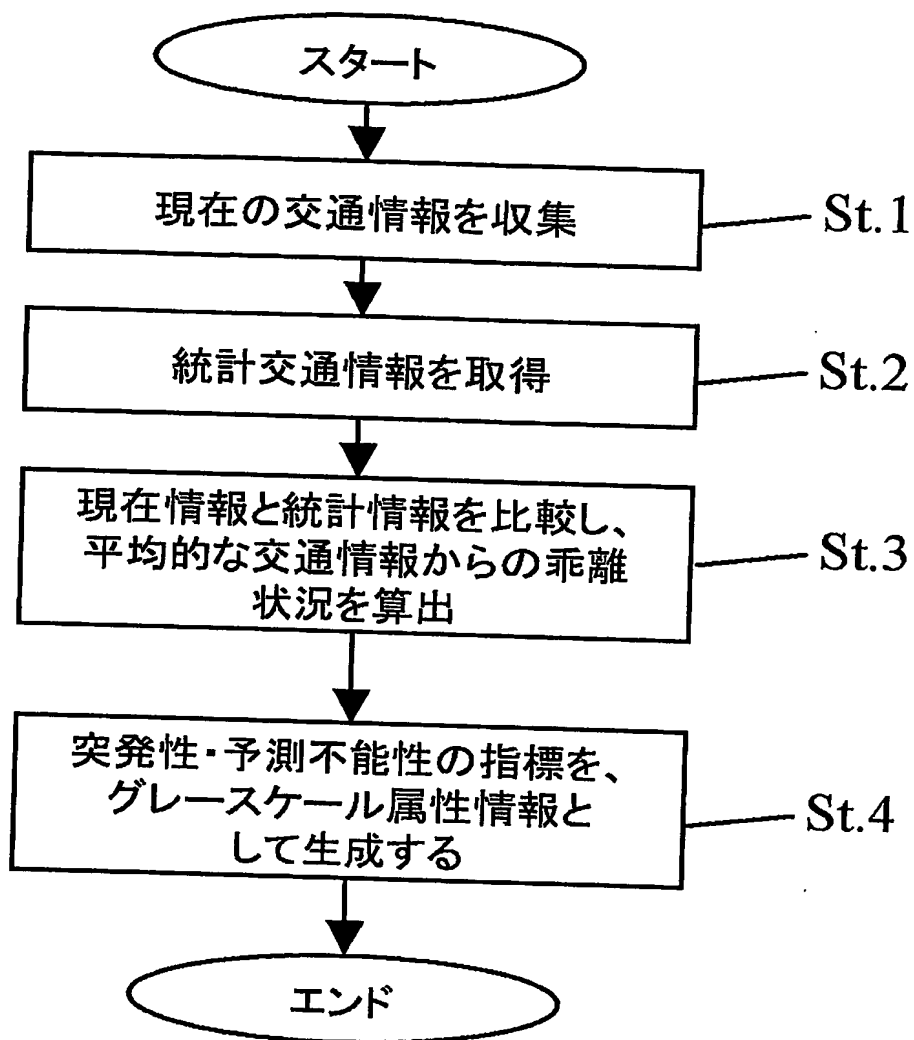 スタート
現在の交通情報を収集
St.1
統計交通情報を取得
St.2
現在情報と統計情報を比較し、
平均的な交通情報からの乖離
状況を算出
St.3
突発性・予測不能性の指標を、
グレースケール属性情報と
して生成する
St.4
エンド